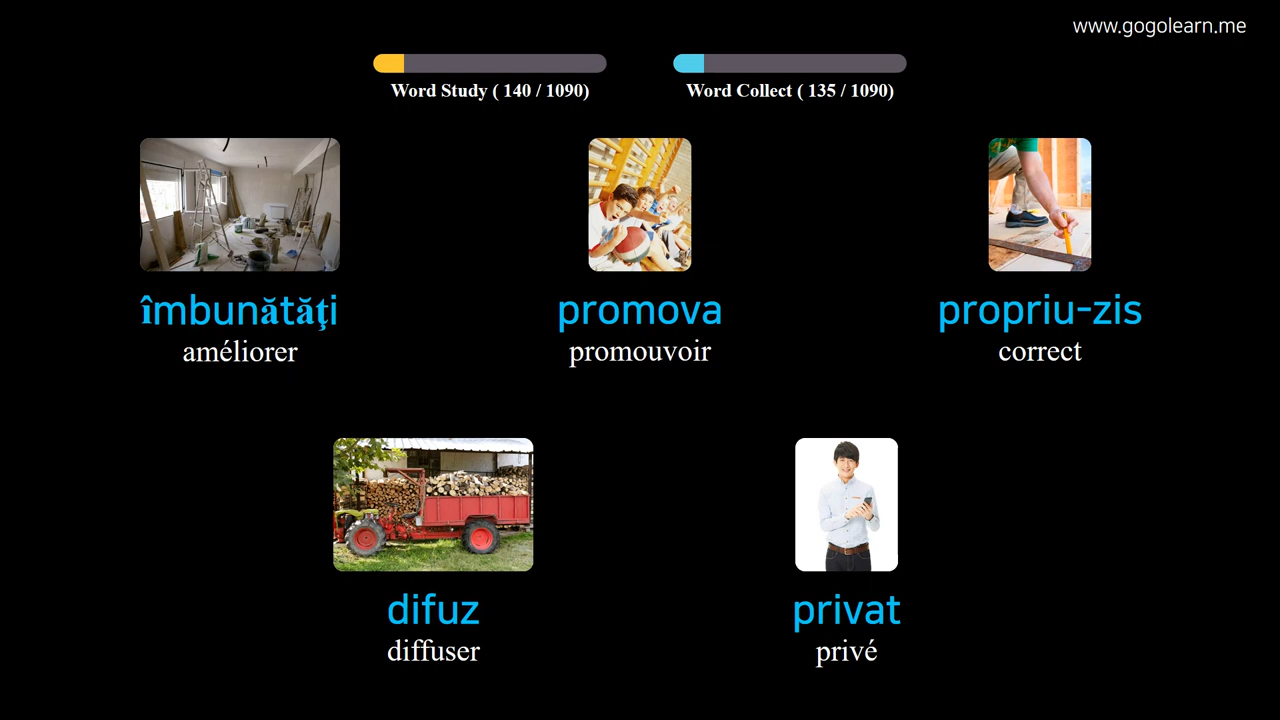 www.gogolearn.me
Word Study ( 140 / 1090)
Word Collect ( 135 / 1090)
îmbunătăţi
améliorer
promova
promouvoir
propriu-zis
correct
difuz
diffuser
privat
privé